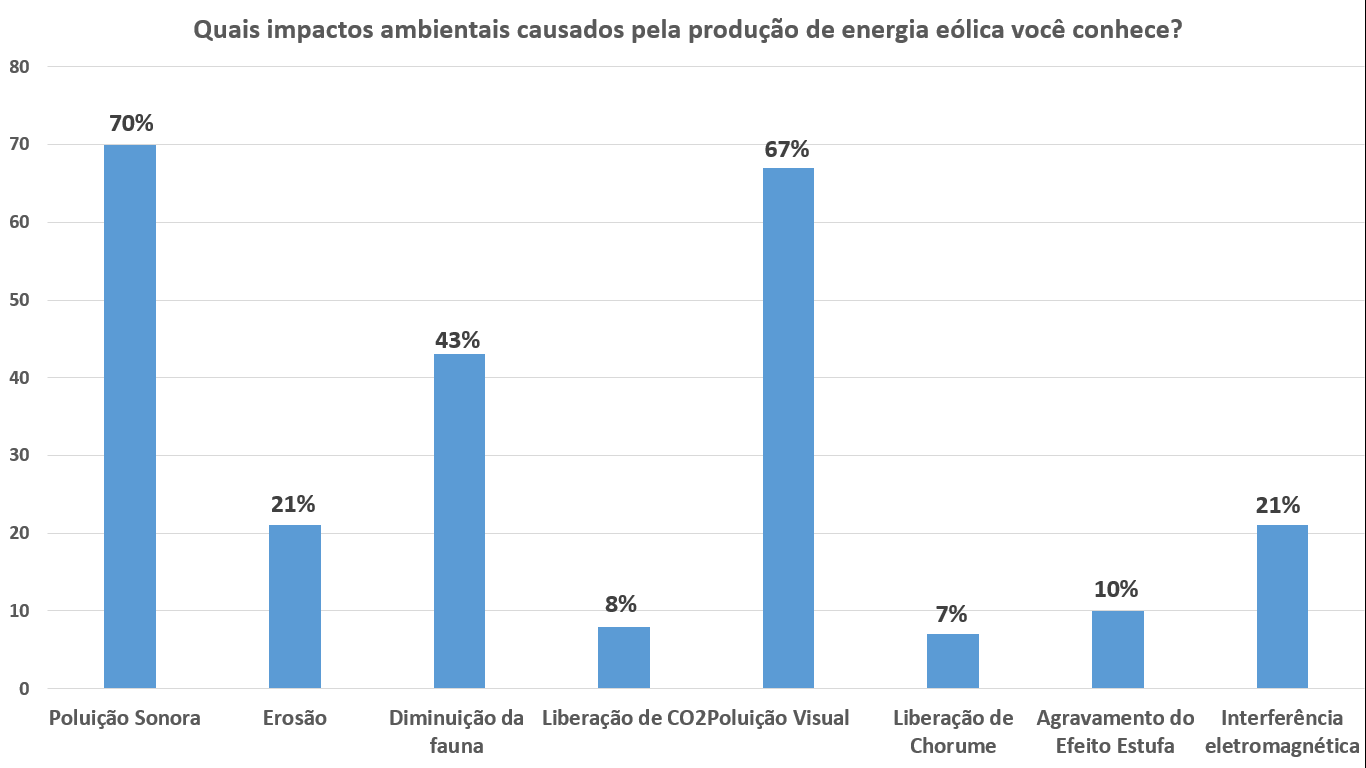 Quais impactos ambientais causados pela produção de energia eólica você conhece?
80
70
60
50
40
30
20
10
0
70%
21%
43%
8%
67%
7%
10%
21%
Poluição Sonora
Erosão
Diminuição da
fauna
Liberação de CO2
Poluição Visual
Liberação de
Chorume
Agravamento do
Efeito Estufa
Interferência
eletromagnética